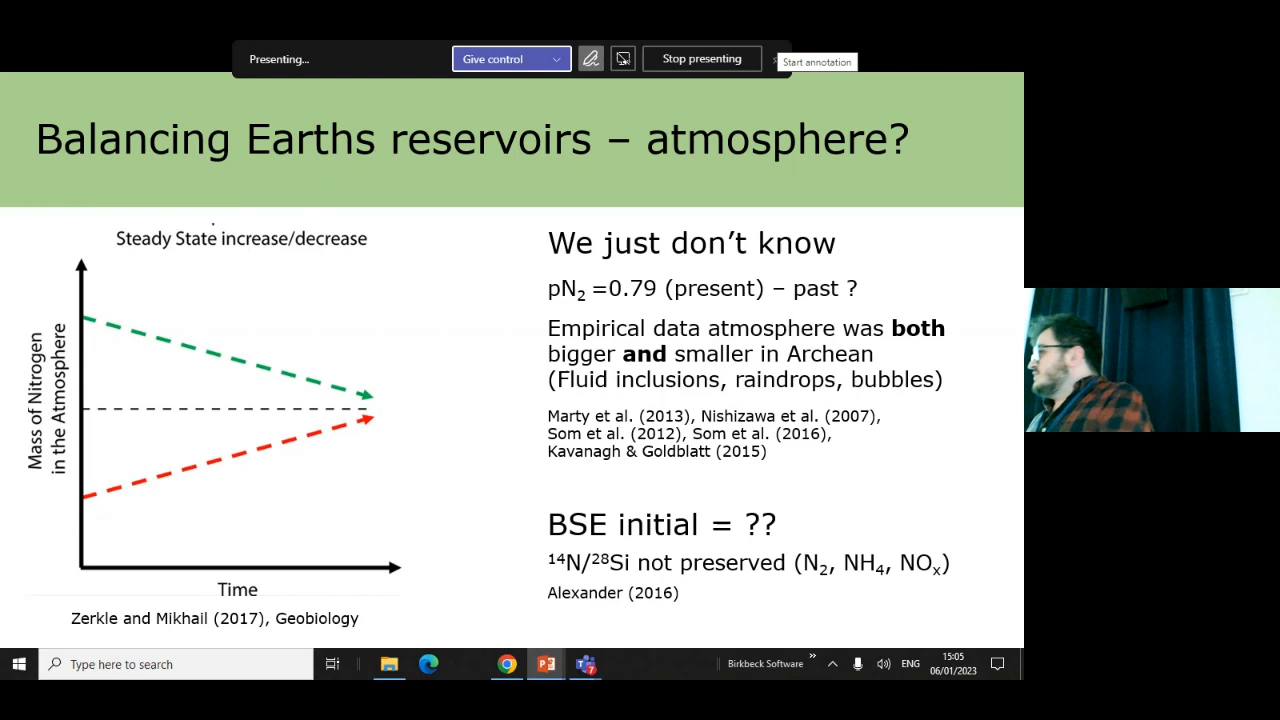 Presenting...
Give control
Stop presenting
Start annotation
Balancing Earths reservoirs – atmosphere?
Steady State increase/decrease
Mass of Nitrogen
in the Atmosphere
Time
Zerkle and Mikhail (2017), Geobiology
We just don’t know
pN₂ =0.79 (present) – past ?
Empirical data atmosphere was both
bigger and smaller in Archean
(Fluid inclusions, raindrops, bubbles)
Marty et al. (2013), Nishizawa et al. (2007),
Som et al. (2012), Som et al. (2016),
Kavanagh & Goldblatt (2015)
BSE initial = ??
¹⁴N/²⁸Si not preserved (N₂, NH₄, NOₓ)
Alexander (2016)
Type here to search
Birkbeck Software
ENG
15:05
06/01/2023